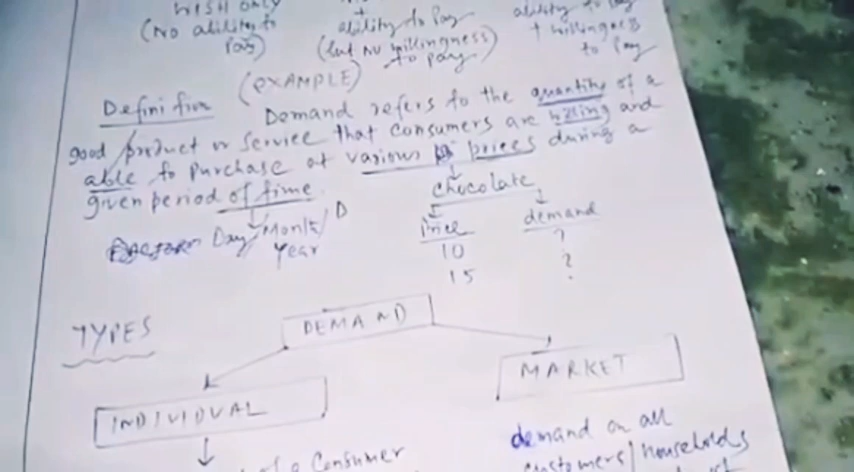 WISH ONLY
(No ability to pay)
ability to pay
(but NO willingness to pay)
ability to pay
+ willingness to pay
(EXAMPLE)
Definition Demand refers to the quantity of a
good/product or service that consumers are willing and
able to purchase at various prices during a
given period of time.
Day/Month/
Year
chocolate
Price demand
10 ?
15 ?
TYPES
DEMAND
INDIVIDUAL MARKET
Consumer
demand on all
customers/households